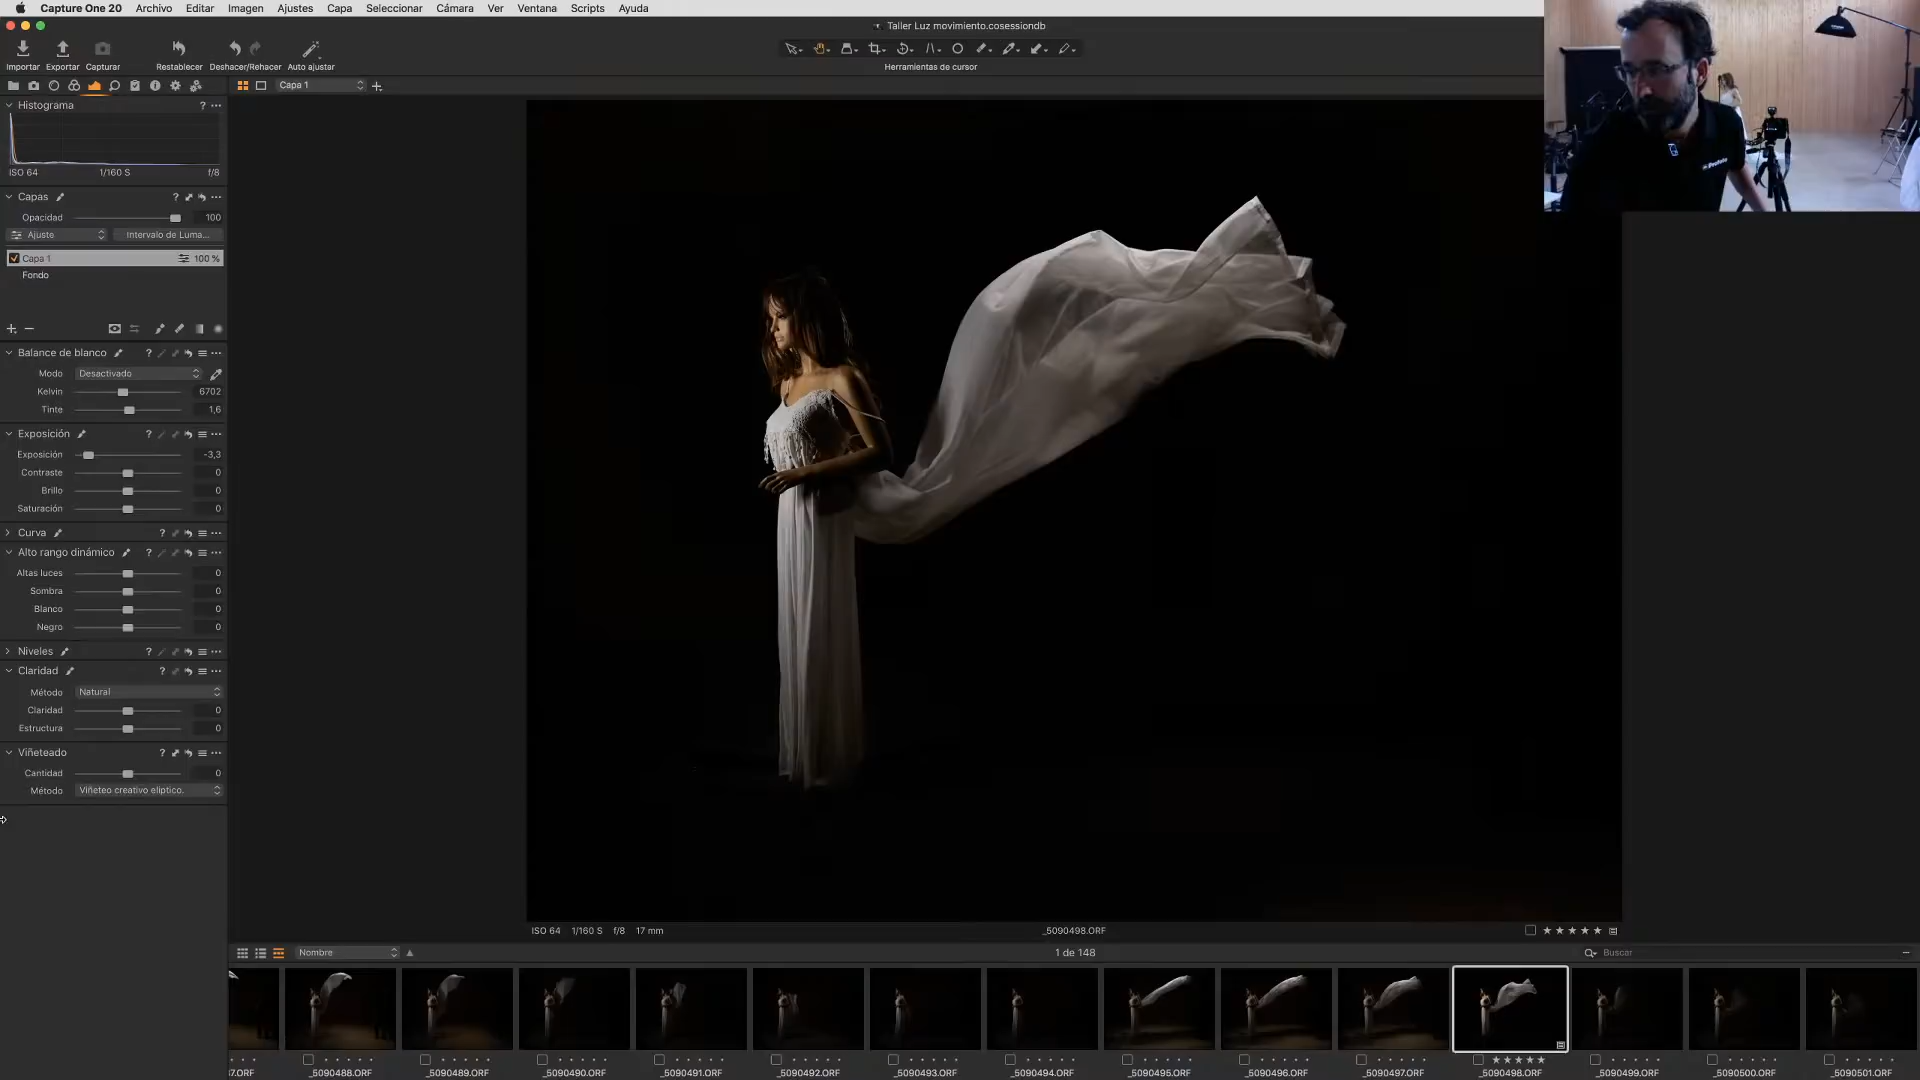 Capture One 20 Archivo Editar Imagen Ajustes Capa Seleccionar Cámara Ver Ventana Scripts Ayuda
Taller Luz movimiento.cosessiondb
Importar Exportar Capturar Restablecer Deshacer/Rehacer Auto ajustar Herramientas de cursor
Capa 1
Histograma
ISO 64 1/160 S f/8
Capas
Opacidad 100
Ajuste Intervalo de Luma...
Capa 1 100 %
Fondo
Balance de blanco
Modo Desactivado
Kelvin 6702
Tinte 1,6
Exposición
Exposición -3,3
Contraste 0
Brillo 0
Saturación 0
Curva
Alto rango dinámico
Altas luces 0
Sombra 0
Blanco 0
Negro 0
Niveles
Claridad
Método Natural
Claridad 0
Estructura 0
Viñeteado
Cantidad 0
Método Viñeteo creativo elíptico.
Profoto
ISO 64 1/160 S f/8 17 mm _5090498.ORF
Nombre 1 de 148 Buscar
37.ORF _5090488.ORF _5090489.ORF _5090490.ORF _5090491.ORF _5090492.ORF _5090493.ORF _5090494.ORF _5090495.ORF _5090496.ORF _5090497.ORF _5090498.ORF _5090499.ORF _5090500.ORF _5090501.ORF